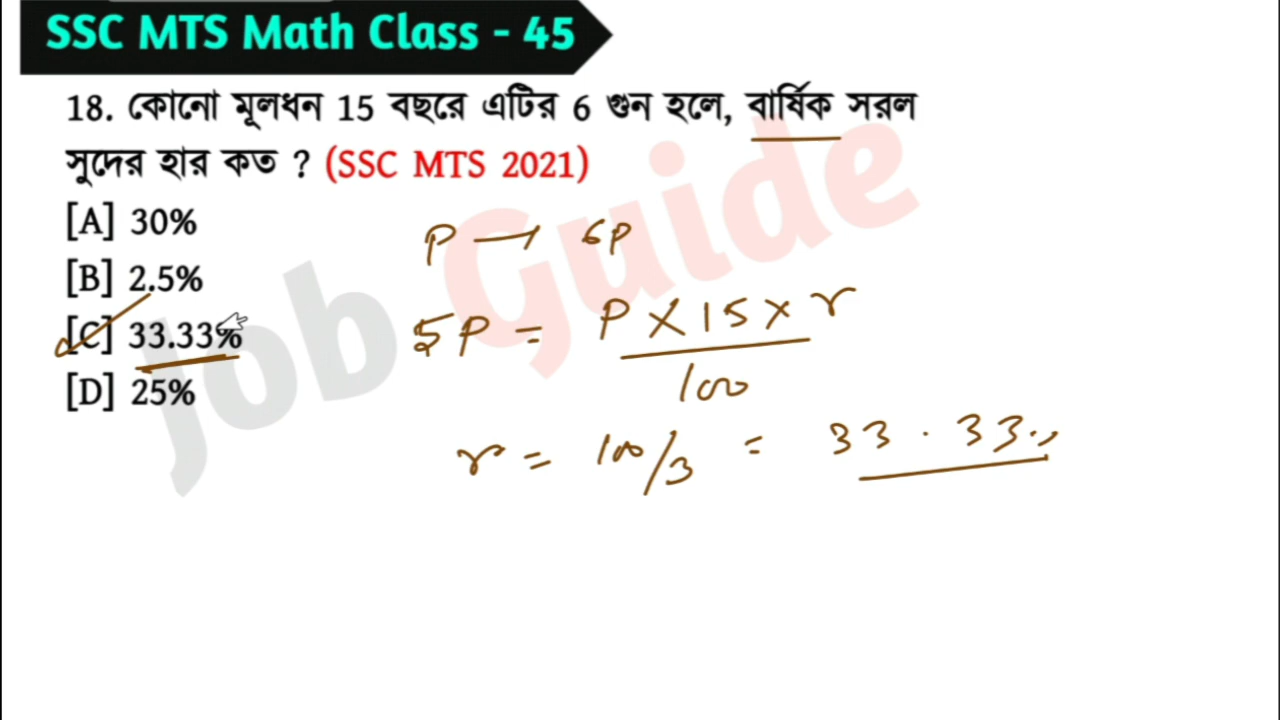 SSC MTS Math Class - 45
18. কোনো মূলধন 15 বছরে এটির 6 গুন হলে, বার্ষিক সরল
সুদের হার কত ? (SSC MTS 2021)
[A] 30%
[B] 2.5%
[C] 33.33%
[D] 25%
P → 6P
5P = P × 15 × r
100
r = 100/3 = 33.33%
Job Guide